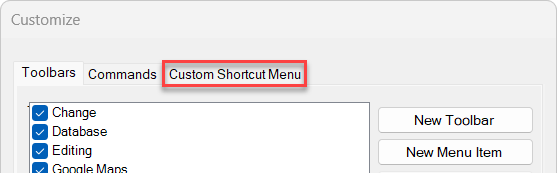 Customize
Toolbars Commands Custom Shortcut Menu
Change
New Toolbar
Database
Editing
New Menu Item
Google Maps